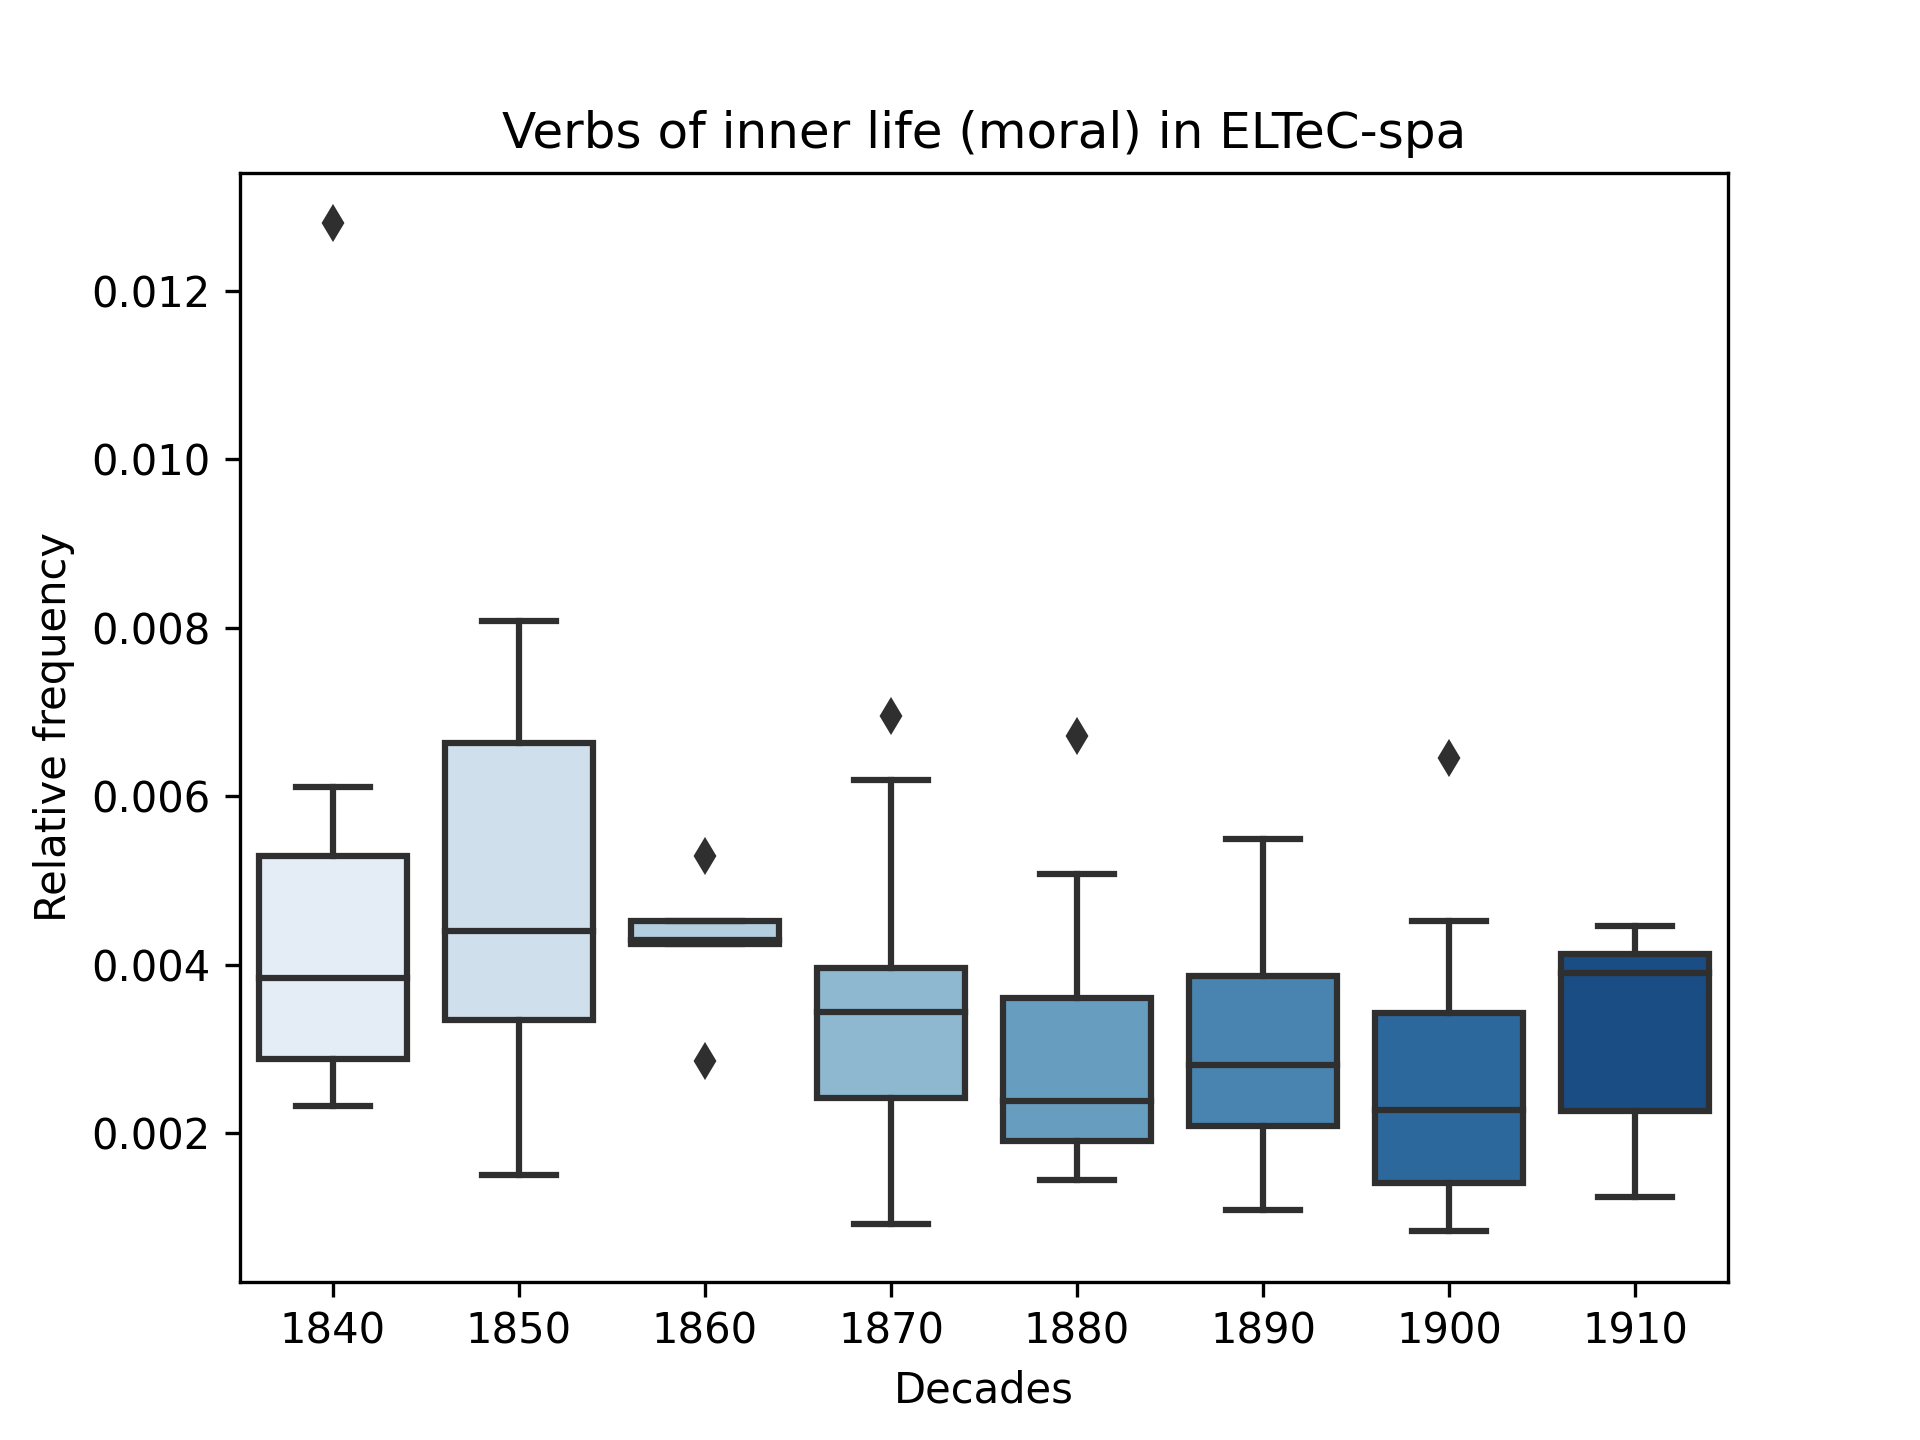 Verbs of inner life (moral) in ELTeC-spa
0.012
0.010
0.008
0.006
0.004
0.002
Relative frequency
1840 1850 1860 1870 1880 1890 1900 1910
Decades